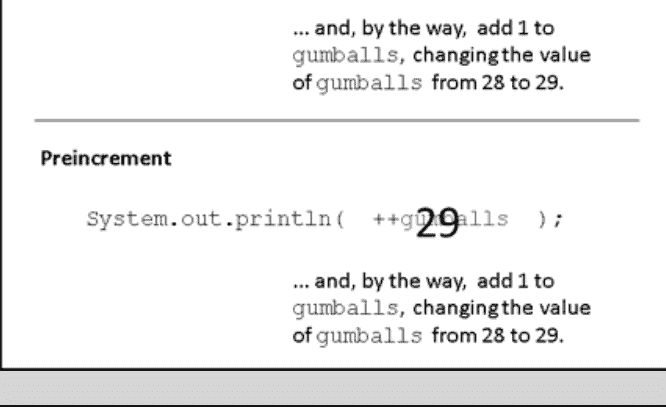 ... and, by the way, add 1 to
gumballs, changing the value
of gumballs from 28 to 29.
Preincrement
System.out.println( ++gumballs );
29
... and, by the way, add 1 to
gumballs, changing the value
of gumballs from 28 to 29.